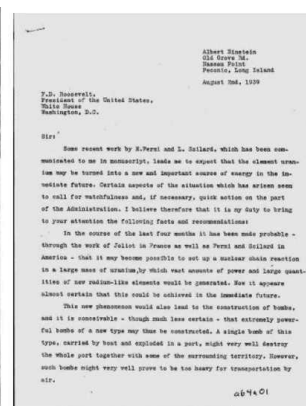 Albert Einstein
Old Grove Rd.
Nassau Point
Peconic, Long Island
August 2nd, 1939
F.D. Roosevelt,
President of the United States,
White House
Washington, D.C.
Sir:
Some recent work by E.Fermi and L. Szilard, which has been com-
municated to me in manuscript, leads me to expect that the element uran-
ium may be turned into a new and important source of energy in the im-
mediate future. Certain aspects of the situation which has arisen seem
to call for watchfulness and, if necessary, quick action on the part
of the Administration. I believe therefore that it is my duty to bring
to your attention the following facts and recommendations:
In the course of the last four months it has been made probable -
through the work of Joliot in France as well as Fermi and Szilard in
America - that it may become possible to set up a nuclear chain reaction
in a large mass of uranium,by which vast amounts of power and large quant-
ities of new radium-like elements would be generated. Now it appears
almost certain that this could be achieved in the immediate future.
This new phenomenon would also lead to the construction of bombs,
and it is conceivable - though much less certain - that extremely power-
ful bombs of a new type may thus be constructed. A single bomb of this
type, carried by boat and exploded in a port, might very well destroy
the whole port together with some of the surrounding territory. However,
such bombs might very well prove to be too heavy for transportation by
air.
a64a01